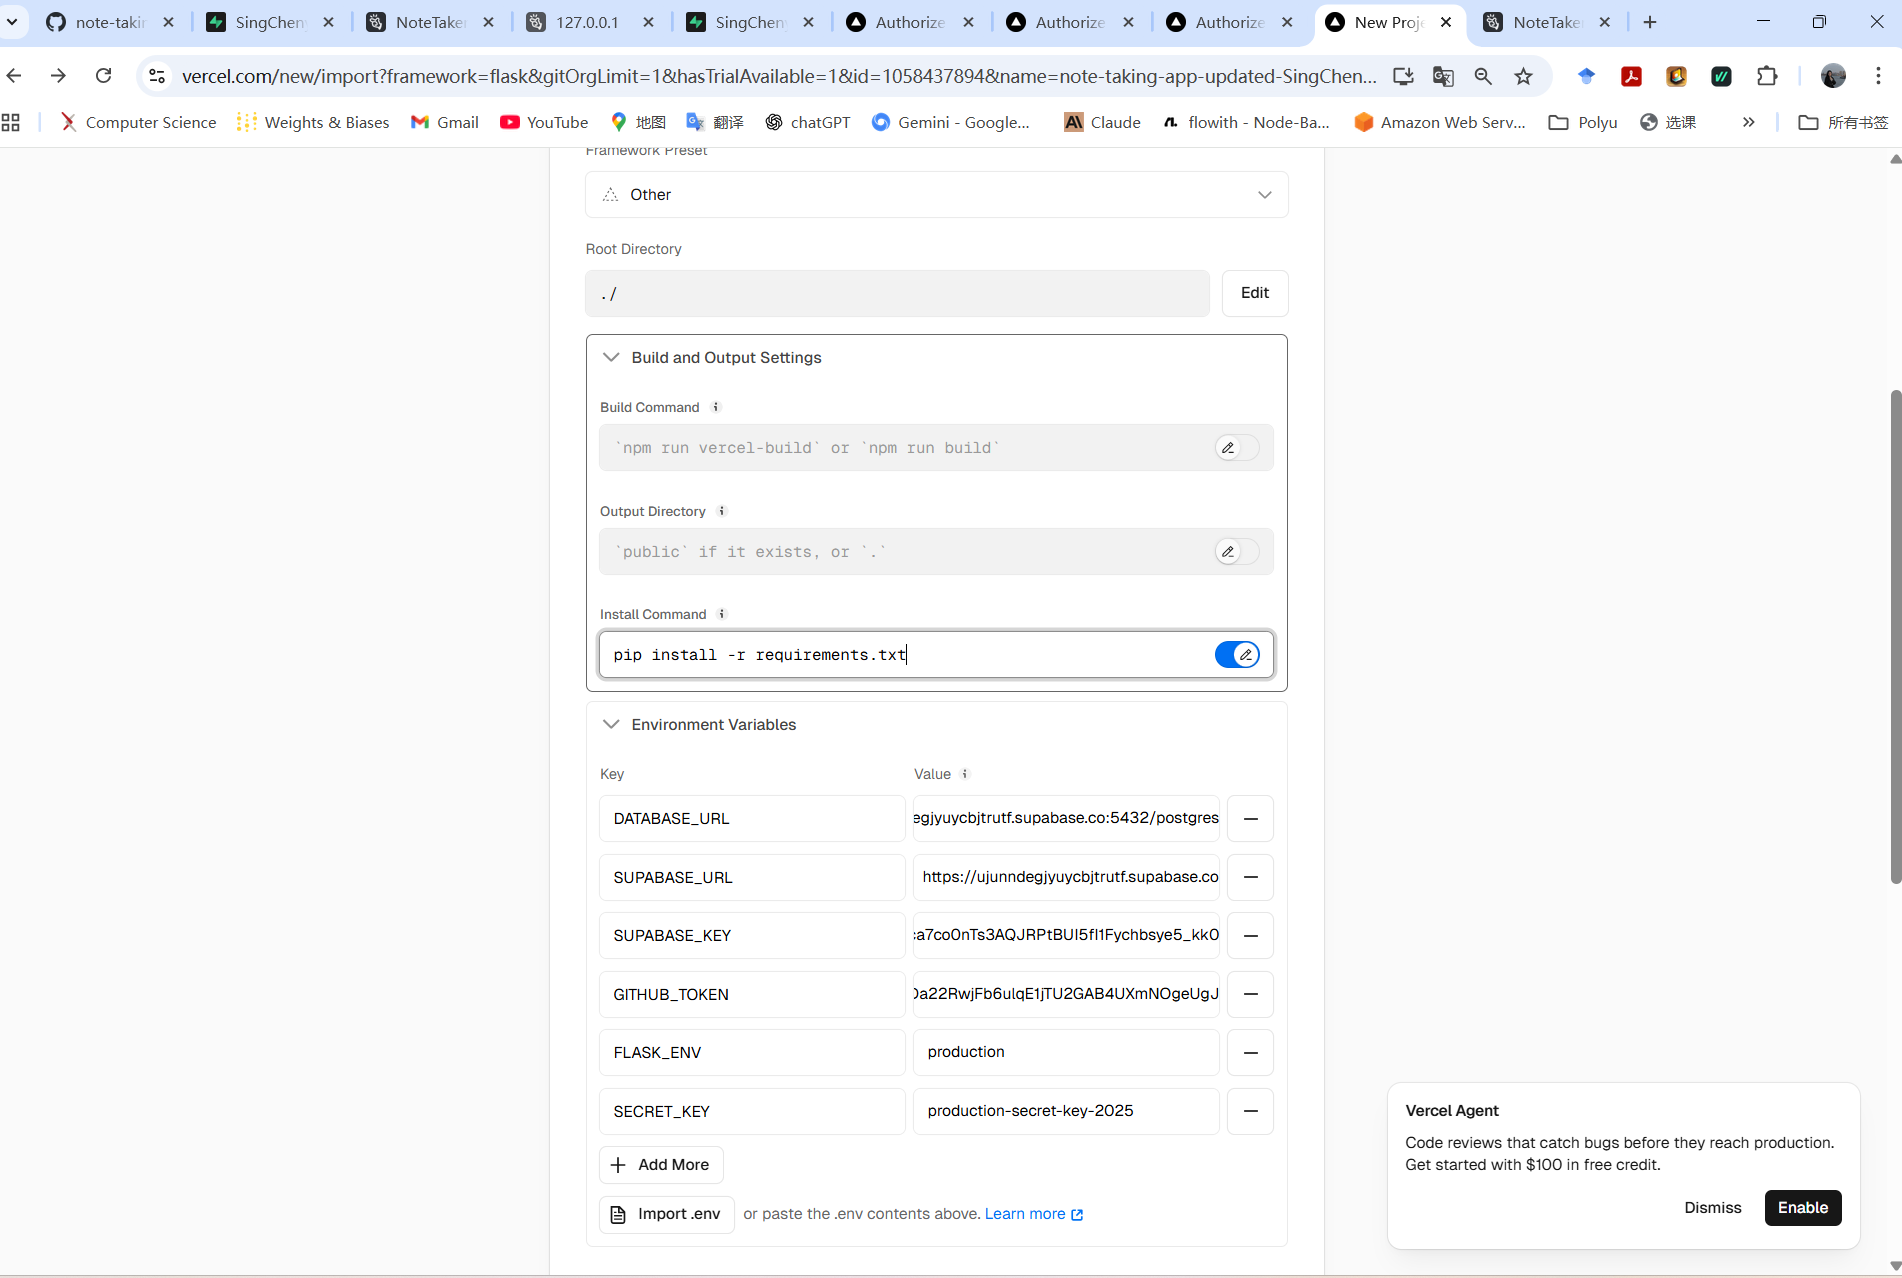 note-takin
SingChen
NoteTake
127.0.0.1
SingChen
Authorize
Authorize
Authorize
New Proje
NoteTake
vercel.com/new/import?framework=flask&gitOrgLimit=1&hasTrialAvailable=1&id=1058437894&name=note-taking-app-updated-SingChen...
Computer Science
Weights & Biases
Gmail
YouTube
地图
翻译
chatGPT
Gemini - Google...
Claude
flowith - Node-Ba...
Amazon Web Serv...
Polyu
选课
所有书签
Framework Preset
Other
Root Directory
./
Edit
Build and Output Settings
Build Command
`npm run vercel-build` or `npm run build`
Output Directory
`public` if it exists, or `.`
Install Command
pip install -r requirements.txt
Environment Variables
Key Value
DATABASE_URL egjyuycbjtrutf.supabase.co:5432/postgres
SUPABASE_URL https://ujunndegjyuycbjtrutf.supabase.co
SUPABASE_KEY ca7co0nTs3AQJRPtBUI5fI1Fychbsye5_kk0
GITHUB_TOKEN Da22RwjFb6ulqE1jTU2GAB4UXmNOgeUgJ
FLASK_ENV production
SECRET_KEY production-secret-key-2025
Add More
Import .env or paste the .env contents above. Learn more
Vercel Agent
Code reviews that catch bugs before they reach production.
Get started with $100 in free credit.
Dismiss Enable